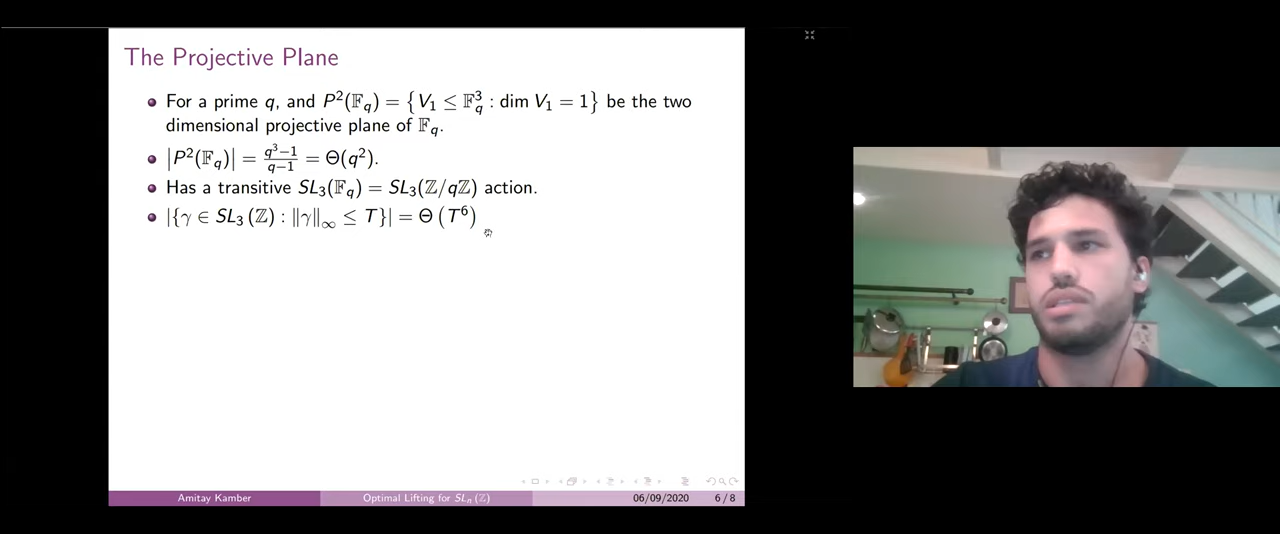 The Projective Plane
For a prime q, and P²(𝔽_q) = {V₁ ≤ 𝔽_q³ : dim V₁ = 1} be the two
dimensional projective plane of 𝔽_q.
|P²(𝔽_q)| = (q³−1)/(q−1) = Θ(q²).
Has a transitive SL₃(𝔽_q) = SL₃(ℤ/qℤ) action.
|{γ ∈ SL₃(ℤ) : ‖γ‖_∞ ≤ T}| = Θ(T⁶)
Amitay Kamber Optimal Lifting for SL_n(ℤ) 06/09/2020 6 / 8